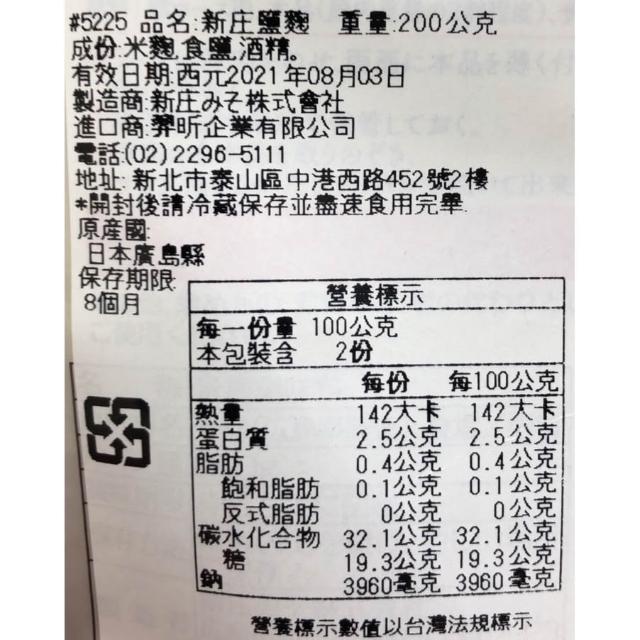 #5225 品名:新庄鹽麴 重量:200公克
成份:米麴,食鹽,酒精。
有效日期:西元2021年08月03日
製造商:新庄みそ株式會社
進口商:羿昕企業有限公司
電話:(02)2296-5111
地址:新北市泰山區中港西路452號2樓
*開封後請冷藏保存並盡速食用完畢.
原產國:
日本廣島縣
保存期限:
8個月
營養標示
每一份量 100公克
本包裝含 2份
每份 每100公克
熱量 142大卡 142大卡
蛋白質 2.5公克 2.5公克
脂肪 0.4公克 0.4公克
飽和脂肪 0.1公克 0.1公克
反式脂肪 0公克 0公克
碳水化合物 32.1公克 32.1公克
糖 19.3公克 19.3公克
鈉 3960毫克 3960毫克
營養標示數值以台灣法規標示